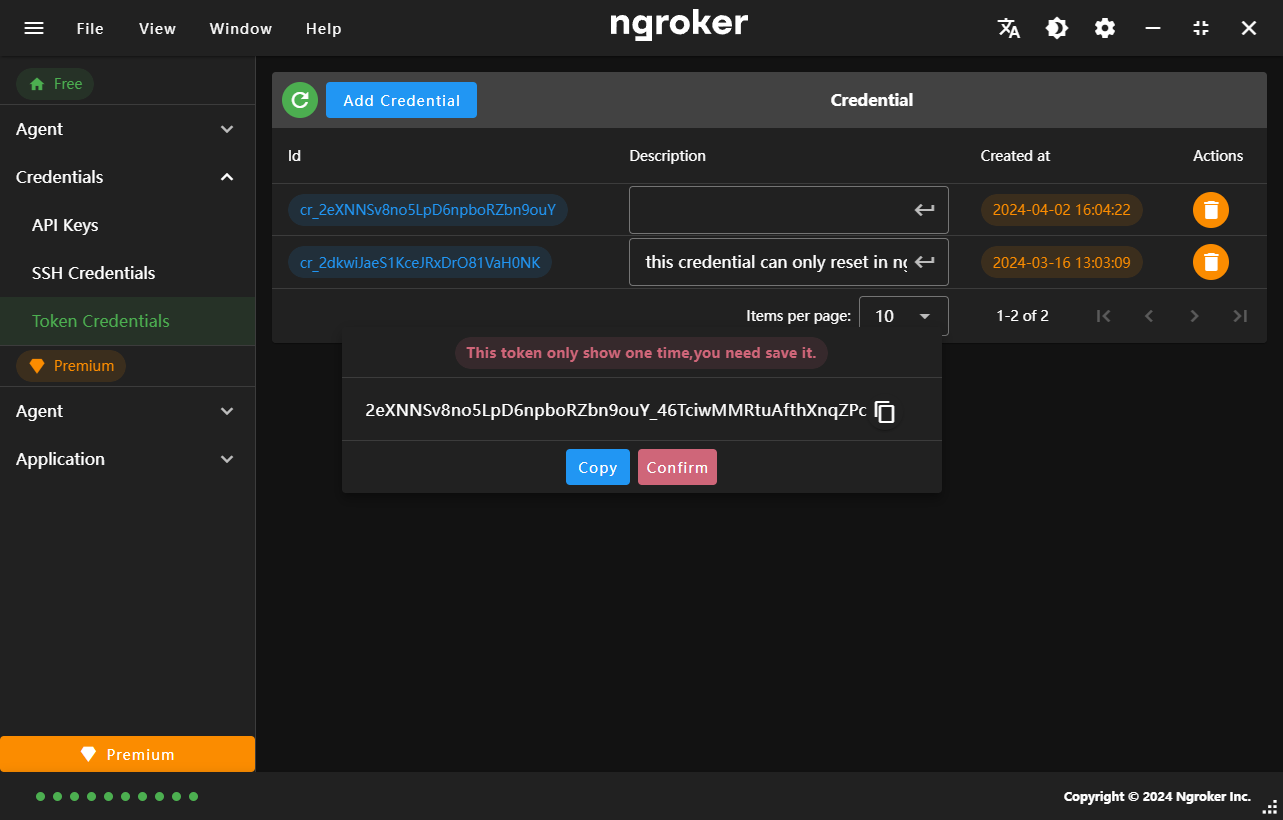 File View Window Help
ngroker
Free
Agent
Credentials
API Keys
SSH Credentials
Token Credentials
Premium
Agent
Application
Premium
Add Credential
Credential
Id Description Created at Actions
cr_2eXNNSv8no5LpD6npboRZbn9ouY 2024-04-02 16:04:22
cr_2dkwiJaeS1KceJRxDrO81VaH0NK this credential can only reset in ng 2024-03-16 13:03:09
Items per page: 10 1-2 of 2
This token only show one time,you need save it.
2eXNNSv8no5LpD6npboRZbn9ouY_46TciwMMRtuAfthXnqZPc
Copy Confirm
Copyright © 2024 Ngroker Inc.